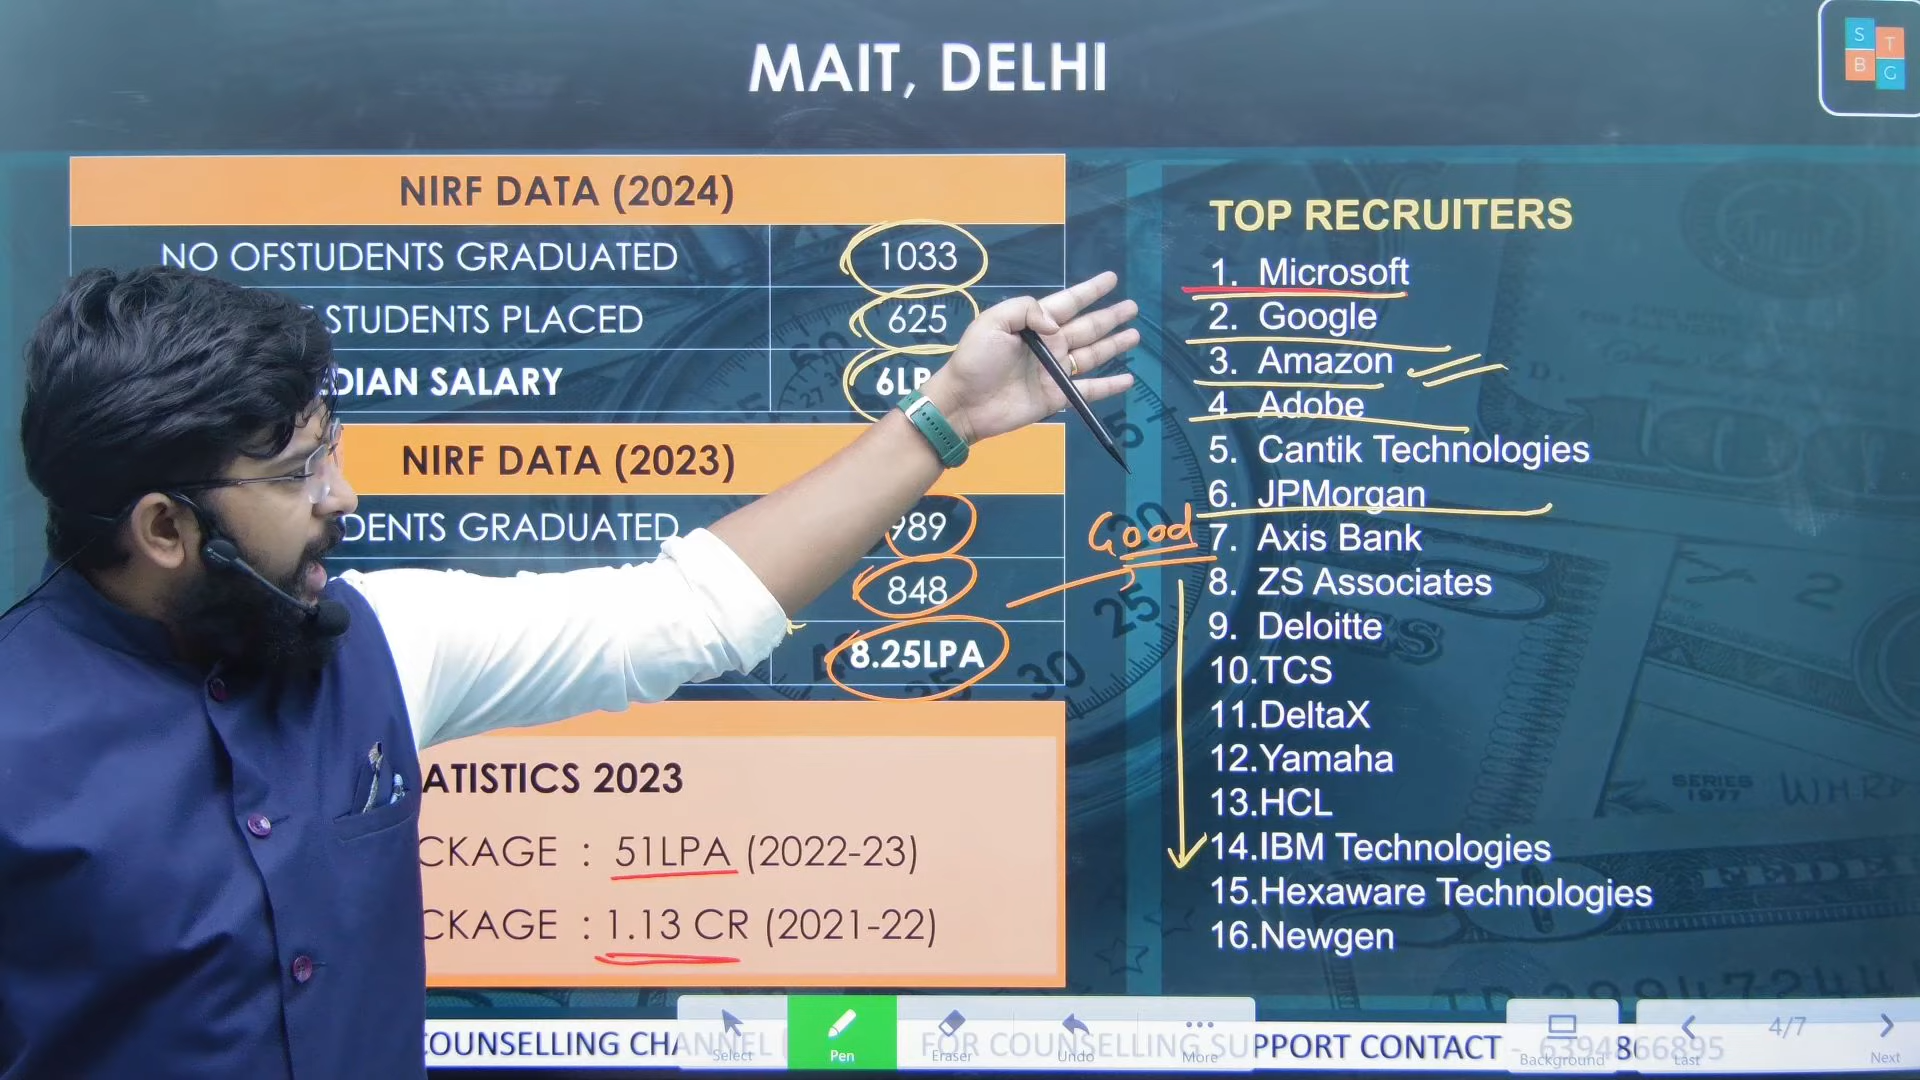 MAIT, DELHI
S T
B G
NIRF DATA (2024)
NO OFSTUDENTS GRADUATED 1033
STUDENTS PLACED 625
DIAN SALARY 6LP
NIRF DATA (2023)
DENTS GRADUATED 989
848
8.25LPA
ATISTICS 2023
CKAGE : 51LPA (2022-23)
CKAGE : 1.13 CR (2021-22)
Good
TOP RECRUITERS
1. Microsoft
2. Google
3. Amazon
4 Adobe
5. Cantik Technologies
6. JPMorgan
7. Axis Bank
8. ZS Associates
9. Deloitte
10.TCS
11.DeltaX
12.Yamaha
13.HCL
14.IBM Technologies
15.Hexaware Technologies
16.Newgen
SERIES
1977
COUNSELLING CHANNEL FOR COUNSELLING SUPPORT CONTACT -
Select Pen Eraser Undo More Background Last 4/7 Next